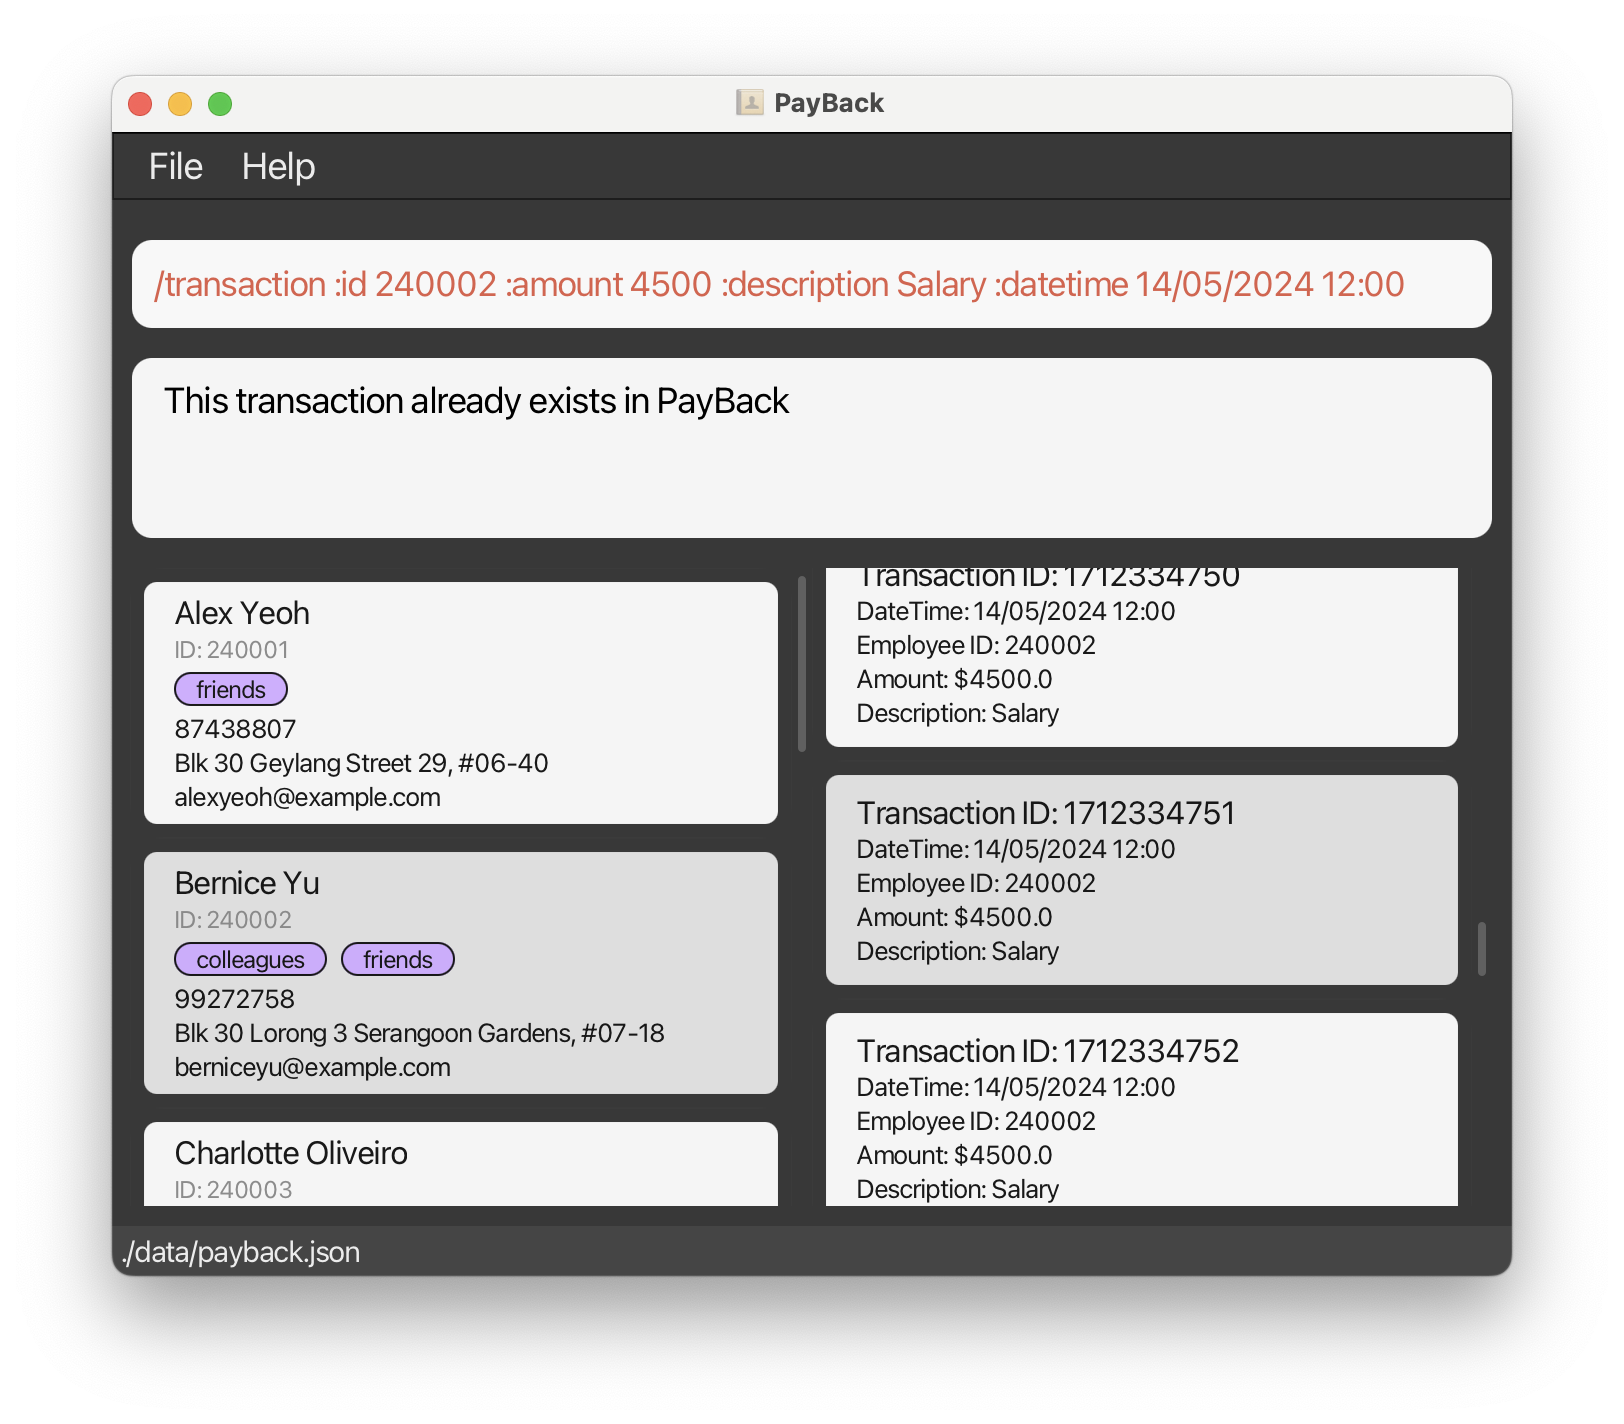 PayBack
File Help
/transaction :id 240002 :amount 4500 :description Salary :datetime 14/05/2024 12:00
This transaction already exists in PayBack
Alex Yeoh
ID: 240001
friends
87438807
Blk 30 Geylang Street 29, #06-40
alexyeoh@example.com
Bernice Yu
ID: 240002
colleagues friends
99272758
Blk 30 Lorong 3 Serangoon Gardens, #07-18
berniceyu@example.com
Charlotte Oliveiro
ID: 240003
Transaction ID: 1712334750
DateTime: 14/05/2024 12:00
Employee ID: 240002
Amount: $4500.0
Description: Salary
Transaction ID: 1712334751
DateTime: 14/05/2024 12:00
Employee ID: 240002
Amount: $4500.0
Description: Salary
Transaction ID: 1712334752
DateTime: 14/05/2024 12:00
Employee ID: 240002
Amount: $4500.0
Description: Salary
./data/payback.json